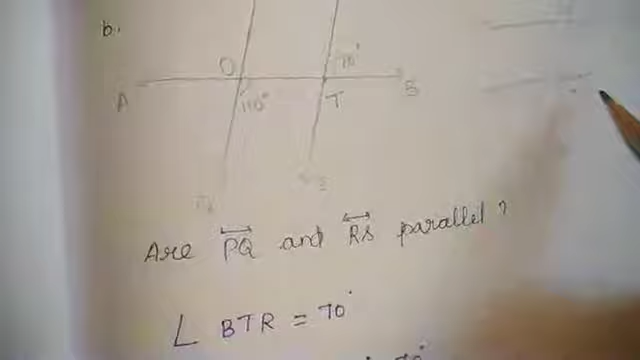 b.
O
70°
A
110°
T
B
Are PQ and RS parallel?
∠ BTR = 70°